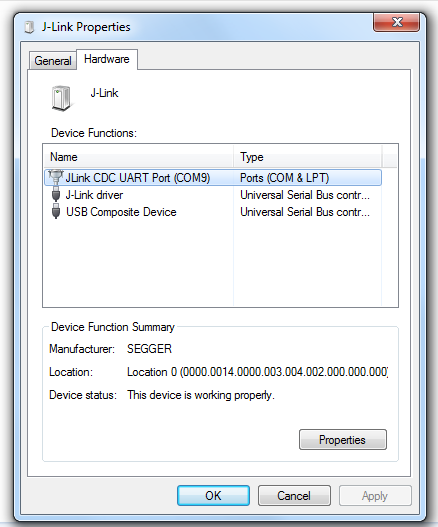 J-Link Properties
General Hardware
J-Link
Device Functions:
Name Type
JLink CDC UART Port (COM9) Ports (COM & LPT)
J-Link driver Universal Serial Bus contr...
USB Composite Device Universal Serial Bus contr...
Device Function Summary
Manufacturer: SEGGER
Location: Location 0 (0000.0014.0000.003.004.002.000.000.000)
Device status: This device is working properly.
Properties
OK Cancel Apply